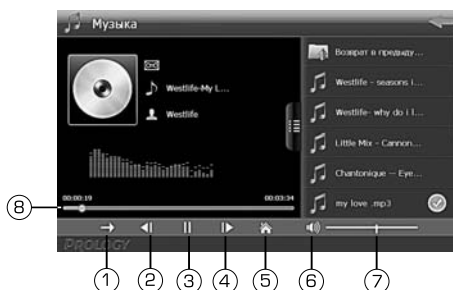 Музыка
Возврат в предыду...
Westlife - seasons i...
Westlife-My L...
Westlife- why do i l...
Westlife
Little Mix - Cannon...
Chantonique — Eye...
00:00:19
00:03:34
my love .mp3
8
PROLOGY
1 2 3 4 5 6 7